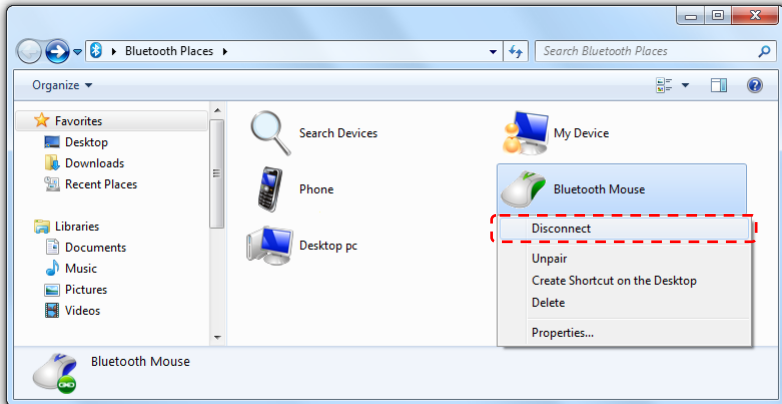 Bluetooth Places
Search Bluetooth Places
Organize
Favorites
Desktop
Downloads
Recent Places
Libraries
Documents
Music
Pictures
Videos
Search Devices
My Device
Phone
Bluetooth Mouse
Desktop pc
Disconnect
Unpair
Create Shortcut on the Desktop
Delete
Properties...
Bluetooth Mouse